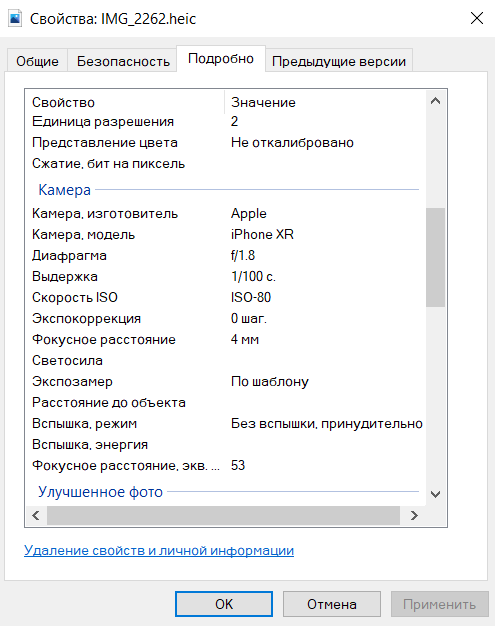 Свойства: IMG_2262.heic
Общие Безопасность Подробно Предыдущие версии
Свойство Значение
Единица разрешения 2
Представление цвета Не откалибровано
Сжатие, бит на пиксель
Камера
Камера, изготовитель Apple
Камера, модель iPhone XR
Диафрагма f/1.8
Выдержка 1/100 с.
Скорость ISO ISO-80
Экспокоррекция 0 шаг.
Фокусное расстояние 4 мм
Светосила
Экспозамер По шаблону
Расстояние до объекта
Вспышка, режим Без вспышки, принудительно
Вспышка, энергия
Фокусное расстояние, экв. ... 53
Улучшенное фото
Удаление свойств и личной информации
OK Отмена Применить